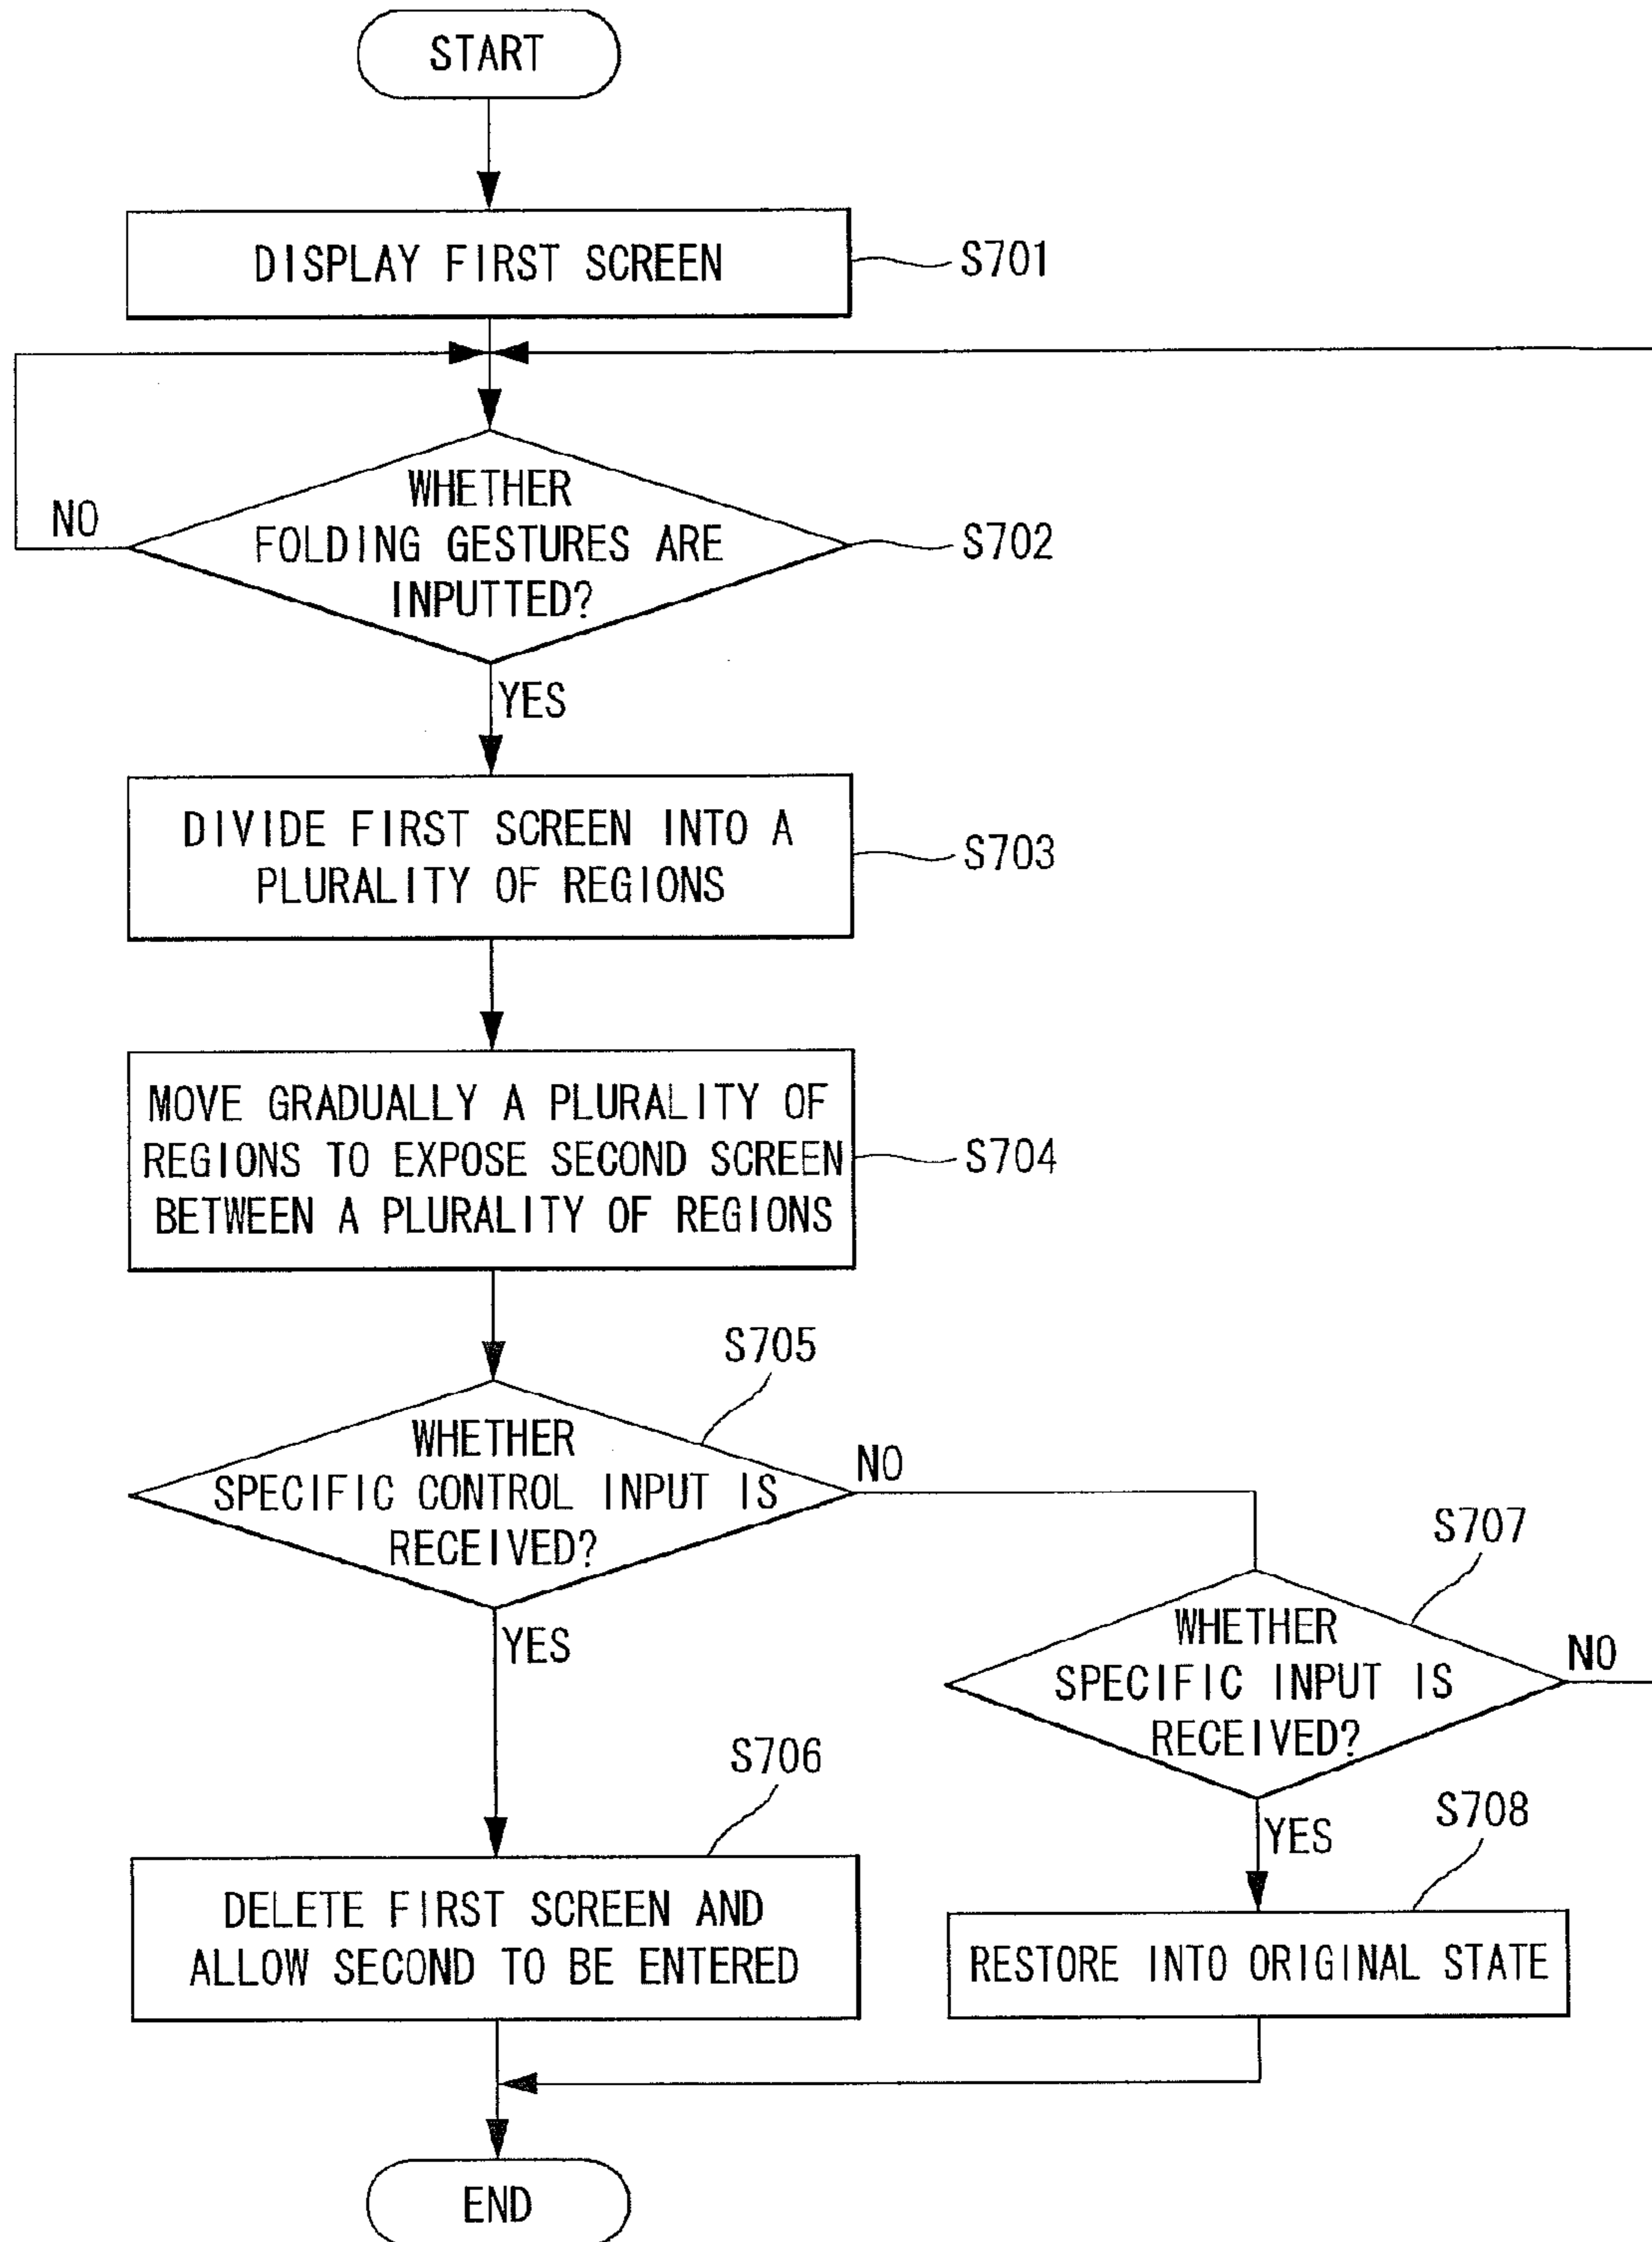 START
DISPLAY FIRST SCREEN
S701
WHETHER
FOLDING GESTURES ARE
INPUTTED?
NO
S702
YES
DIVIDE FIRST SCREEN INTO A
PLURALITY OF REGIONS
S703
MOVE GRADUALLY A PLURALITY OF
REGIONS TO EXPOSE SECOND SCREEN
BETWEEN A PLURALITY OF REGIONS
S704
S705
WHETHER
SPECIFIC CONTROL INPUT IS
RECEIVED?
NO
YES
S707
WHETHER
SPECIFIC INPUT IS
RECEIVED?
NO
YES
S706
DELETE FIRST SCREEN AND
ALLOW SECOND TO BE ENTERED
S708
RESTORE INTO ORIGINAL STATE
END